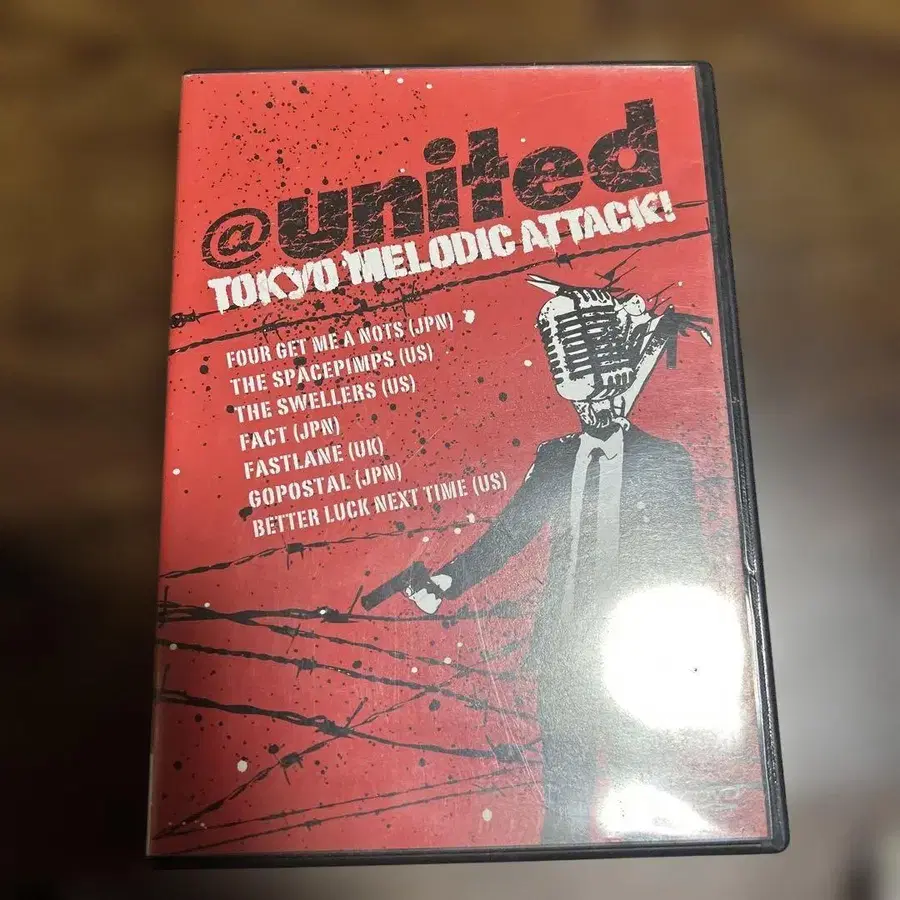 @united
TOKYO MELODIC ATTACK!
FOUR GET ME A NOTS (JPN)
THE SPACEPIMPS (US)
THE SWELLERS (US)
FACT (JPN)
FASTLANE (UK)
GOPOSTAL (JPN)
BETTER LUCK NEXT TIME (US)